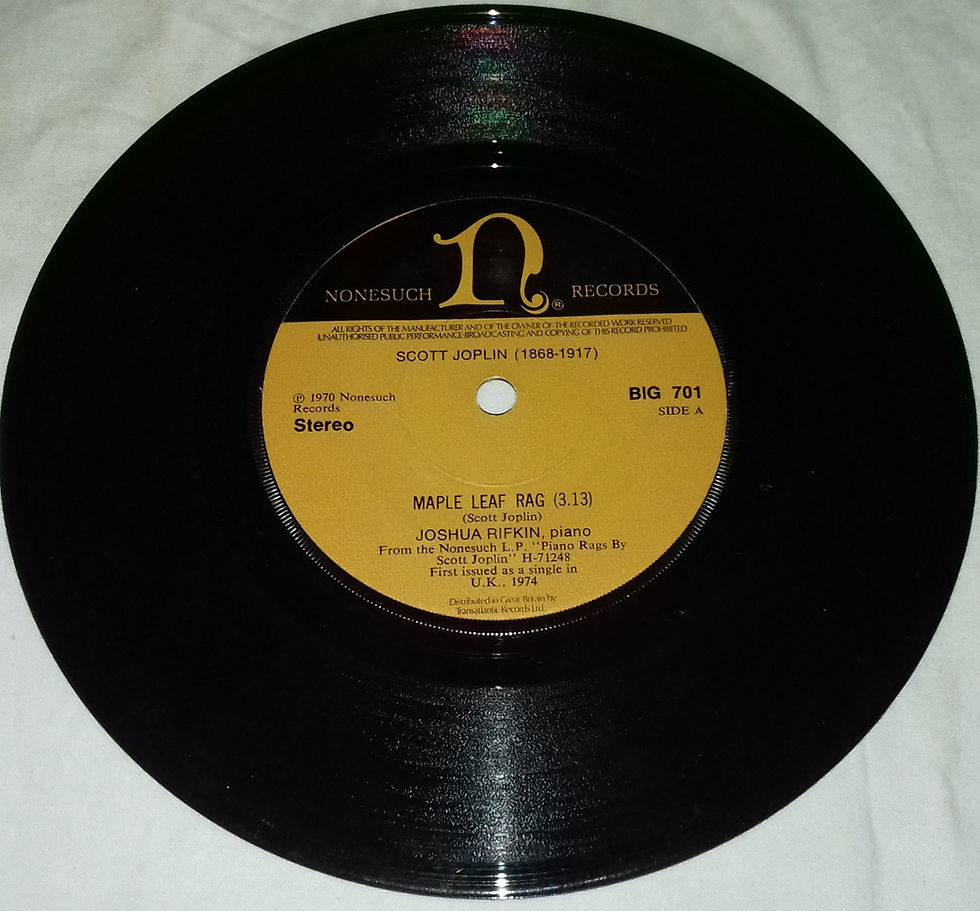 n
NONESUCH ® RECORDS
ALL RIGHTS OF THE MANUFACTURER AND OF THE OWNER OF THE RECORDED WORK RESERVED
UNAUTHORISED PUBLIC PERFORMANCE BROADCASTING AND COPYING OF THIS RECORD PROHIBITED
SCOTT JOPLIN (1868-1917)
℗ 1970 Nonesuch
Records
Stereo
BIG 701
SIDE A
MAPLE LEAF RAG (3.13)
(Scott Joplin)
JOSHUA RIFKIN, piano
From the Nonesuch L.P. "Piano Rags By
Scott Joplin" H-71248
First issued as a single in
U.K., 1974
Distributed in Great Britain by
Transatlantic Records Ltd.